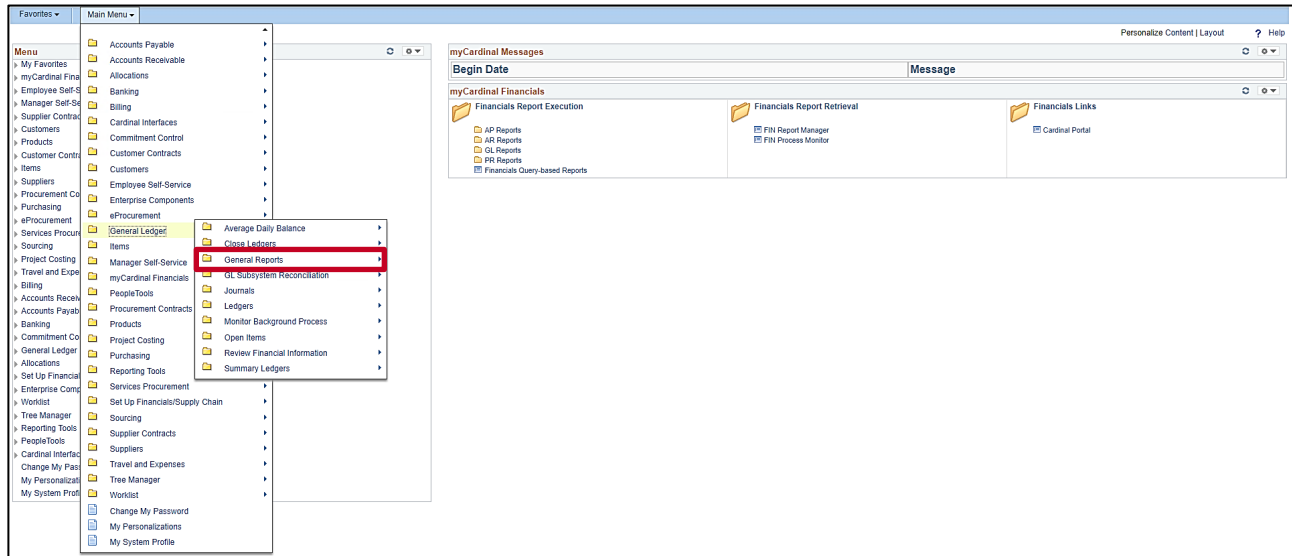 Favorites
Main Menu
Personalize Content | Layout
? Help
Menu
My Favorites
myCardinal Fina
Employee Self-S
Manager Self-Se
Supplier Contrac
Customers
Products
Customer Contra
Items
Suppliers
Procurement Co
Purchasing
eProcurement
Services Procure
Sourcing
Project Costing
Travel and Expe
Billing
Accounts Receiv
Accounts Payab
Banking
Commitment Co
General Ledger
Allocations
Set Up Financial
Enterprise Comp
Worklist
Tree Manager
Reporting Tools
PeopleTools
Cardinal Interfac
Change My Pass
My Personalizati
My System Profi
Accounts Payable
Accounts Receivable
Allocations
Banking
Billing
Cardinal Interfaces
Commitment Control
Customer Contracts
Customers
Employee Self-Service
Enterprise Components
eProcurement
General Ledger
Items
Manager Self-Service
myCardinal Financials
PeopleTools
Procurement Contracts
Products
Project Costing
Purchasing
Reporting Tools
Services Procurement
Set Up Financials/Supply Chain
Sourcing
Supplier Contracts
Suppliers
Travel and Expenses
Tree Manager
Worklist
Change My Password
My Personalizations
My System Profile
Average Daily Balance
Close Ledgers
General Reports
GL Subsystem Reconciliation
Journals
Ledgers
Monitor Background Process
Open Items
Review Financial Information
Summary Ledgers
myCardinal Messages
Begin Date Message
myCardinal Financials
Financials Report Execution
AP Reports
AR Reports
GL Reports
PR Reports
Financials Query-based Reports
Financials Report Retrieval
FIN Report Manager
FIN Process Monitor
Financials Links
Cardinal Portal